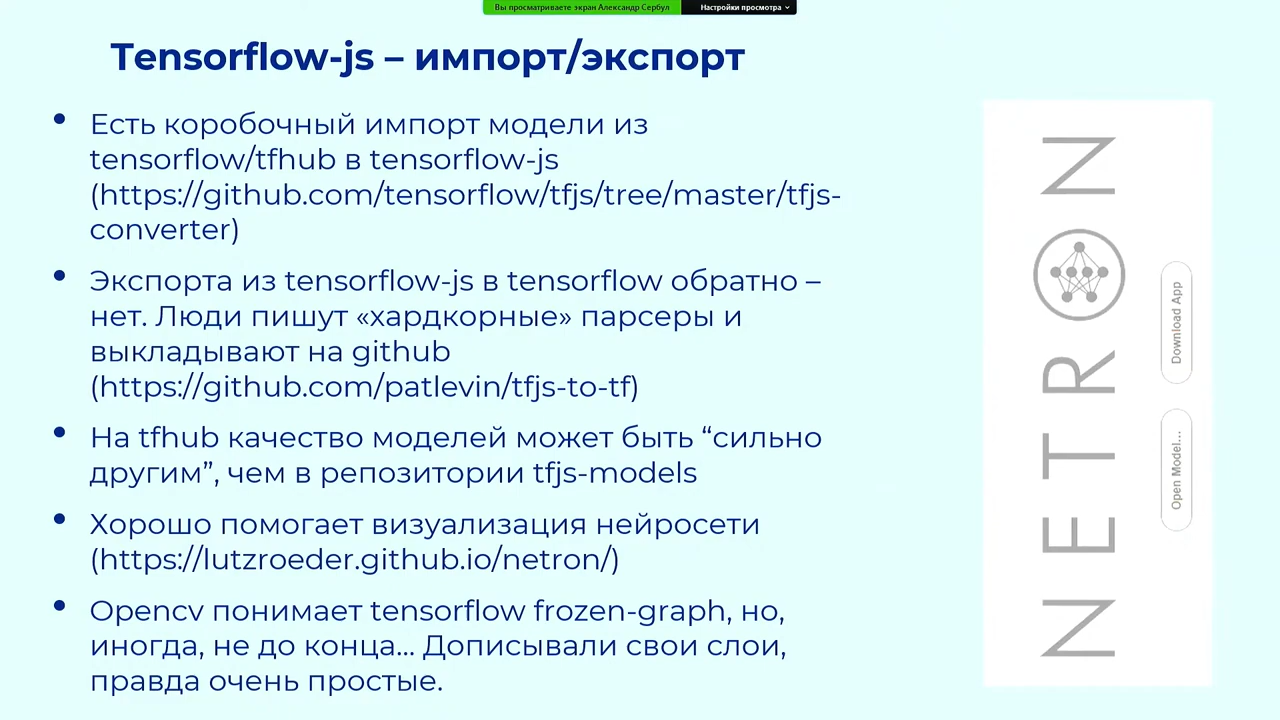 Вы просматриваете экран Александр Сербул
Настройки просмотра
Tensorflow-js – импорт/экспорт
• Есть коробочный импорт модели из
tensorflow/tfhub в tensorflow-js
(https://github.com/tensorflow/tfjs/tree/master/tfjs-
converter)
• Экспорта из tensorflow-js в tensorflow обратно –
нет. Люди пишут «хардкорные» парсеры и
выкладывают на github
(https://github.com/patlevin/tfjs-to-tf)
• На tfhub качество моделей может быть “сильно
другим”, чем в репозитории tfjs-models
• Хорошо помогает визуализация нейросети
(https://lutzroeder.github.io/netron/)
• Opencv понимает tensorflow frozen-graph, но,
иногда, не до конца... Дописывали свои слои,
правда очень простые.
NETRON
Open Model...
Download App